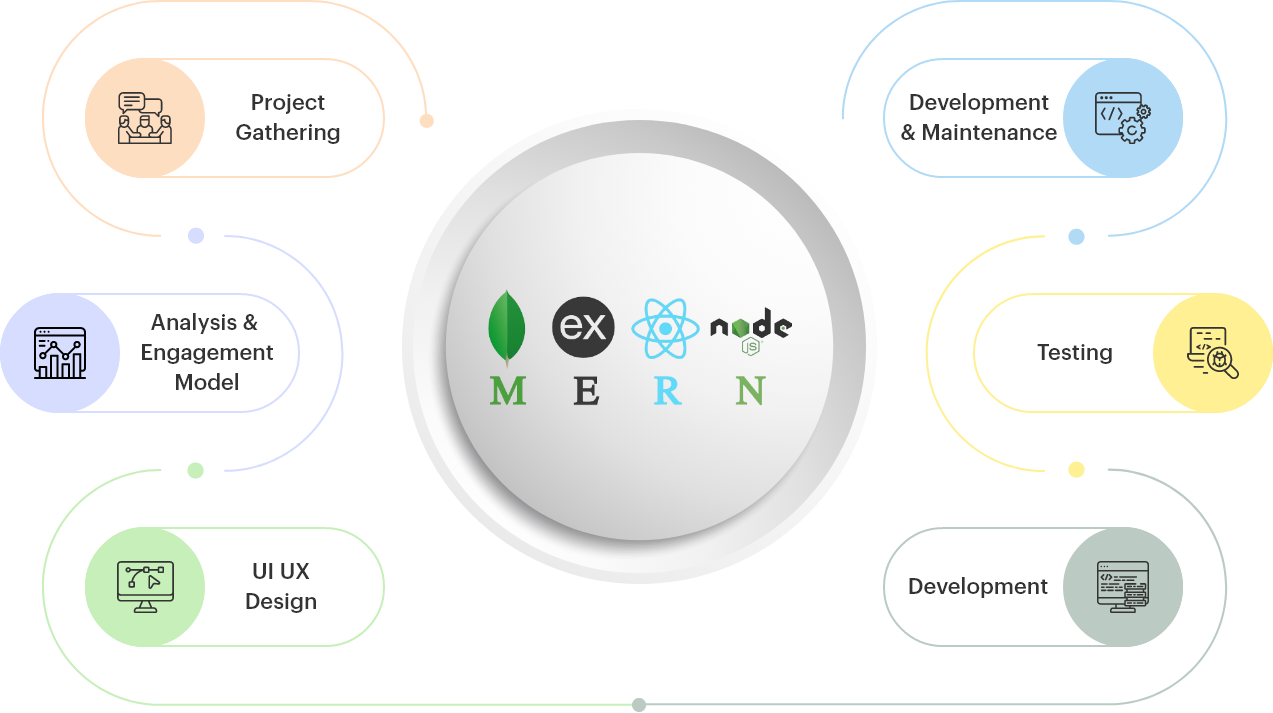 Project
Gathering
Analysis &
Engagement
Model
UI UX
Design
ex
node
JS
M E R N
Development
& Maintenance
Testing
Development